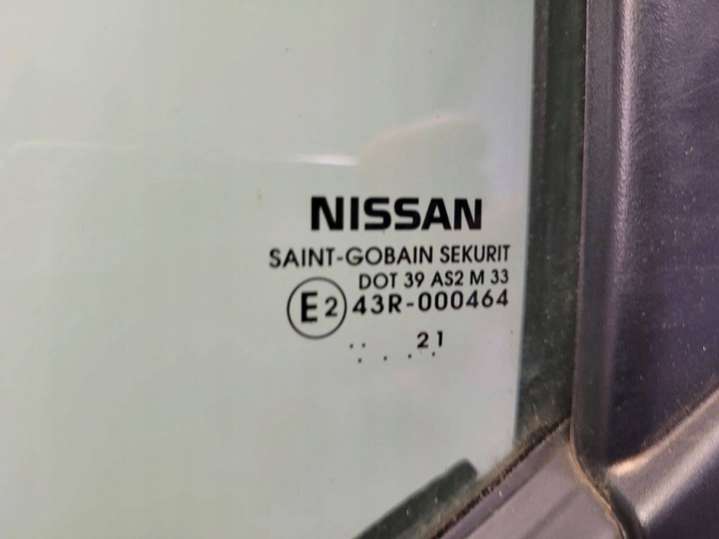 NISSAN
SAINT-GOBAIN SEKURIT
DOT 39 AS2 M 33
E2 43R-000464
.. 21
. . . . .